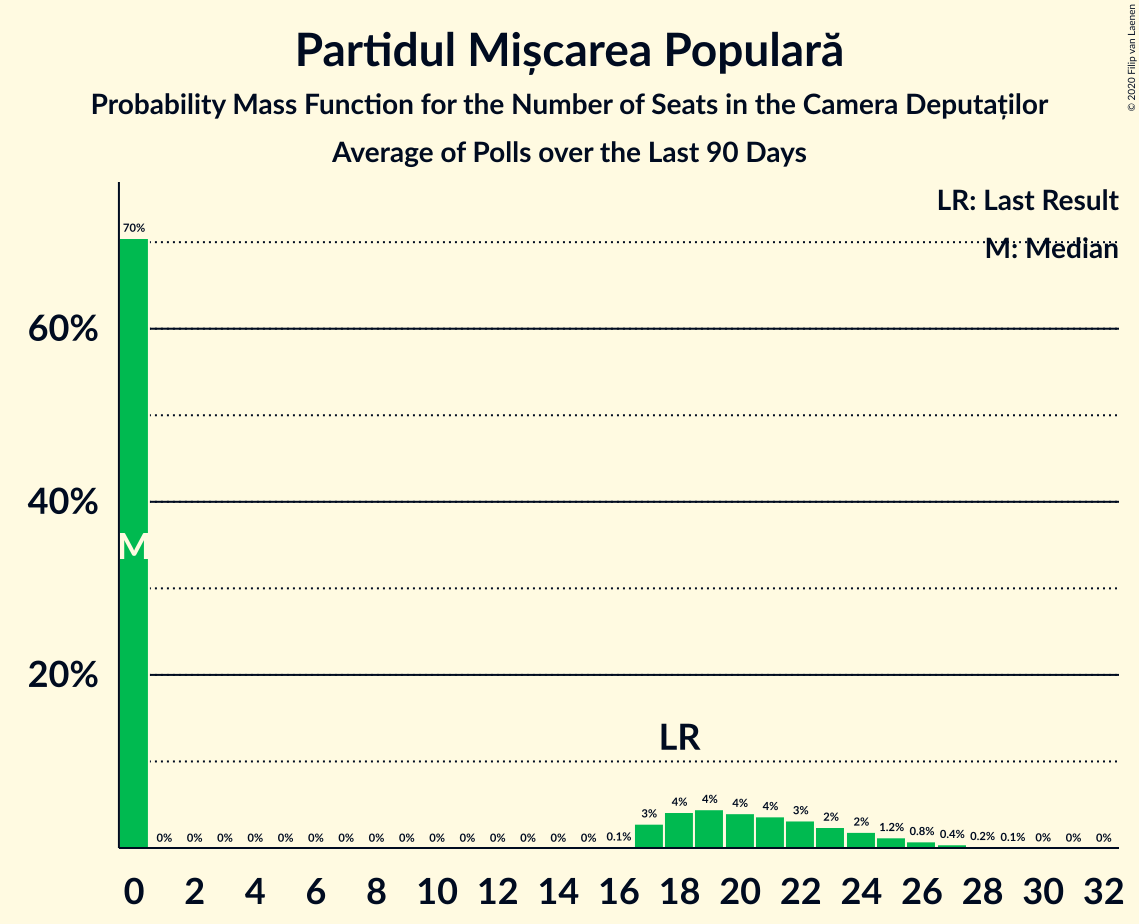 Partidul Mișcarea Populară
Probability Mass Function for the Number of Seats in the Camera Deputaților
Average of Polls over the Last 90 Days
© 2020 Filip van Laenen
LR: Last Result
M: Median
70%
60%
40%
20%
M
LR
0% 0% 0% 0% 0% 0% 0% 0% 0% 0% 0% 0% 0% 0% 0% 0.1% 3% 4% 4% 4% 4% 3% 2% 2% 1.2% 0.8% 0.4% 0.2% 0.1% 0% 0% 0%
0 2 4 6 8 10 12 14 16 18 20 22 24 26 28 30 32